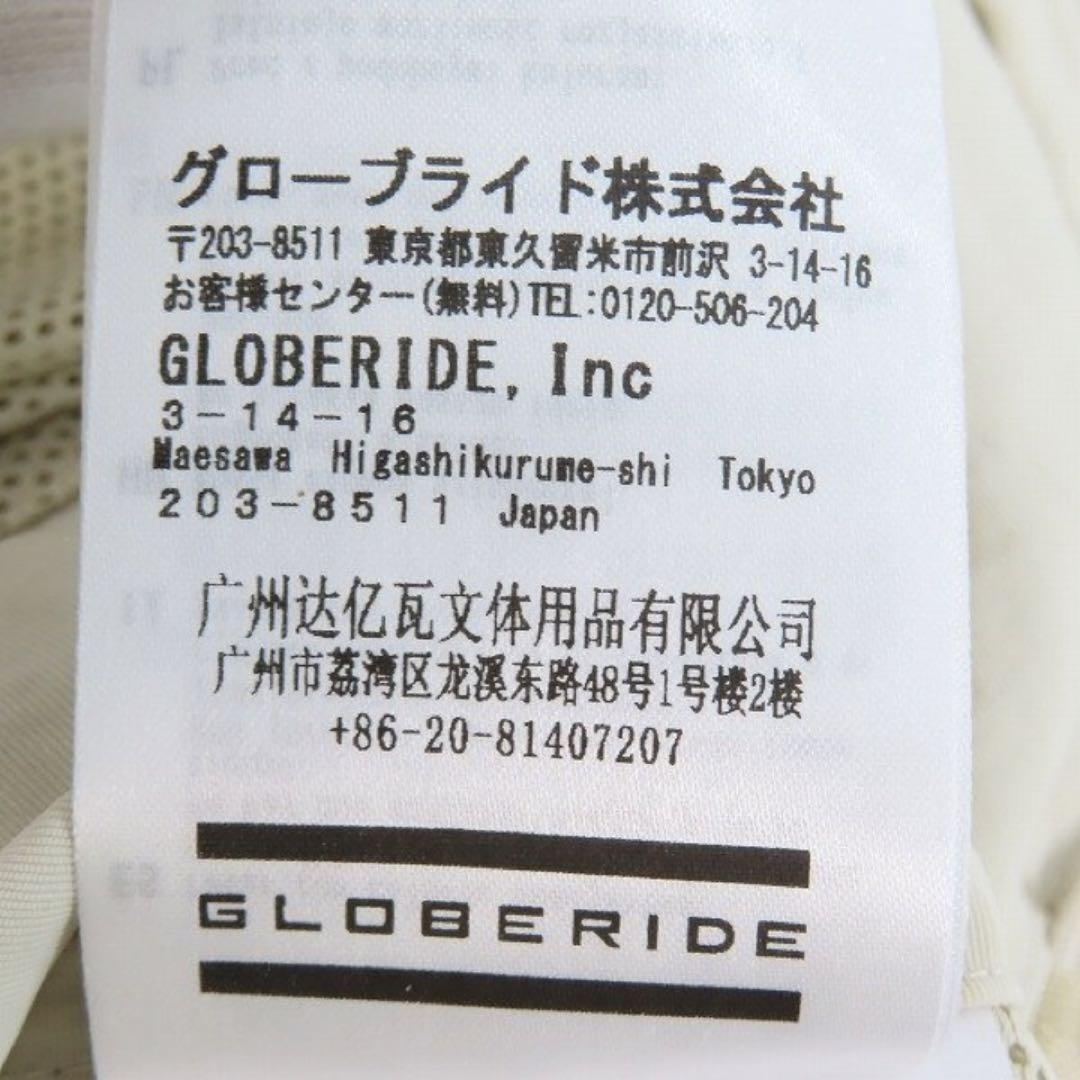 グローブライド株式会社
〒203-8511 東京都東久留米市前沢 3-14-16
お客様センター(無料)TEL:0120-506-204
GLOBERIDE, Inc
3-14-16
Maesawa Higashikurume-shi Tokyo
203-8511 Japan
广州达亿瓦文体用品有限公司
广州市荔湾区龙溪东路48号1号楼2楼
+86-20-81407207
GLOBERIDE